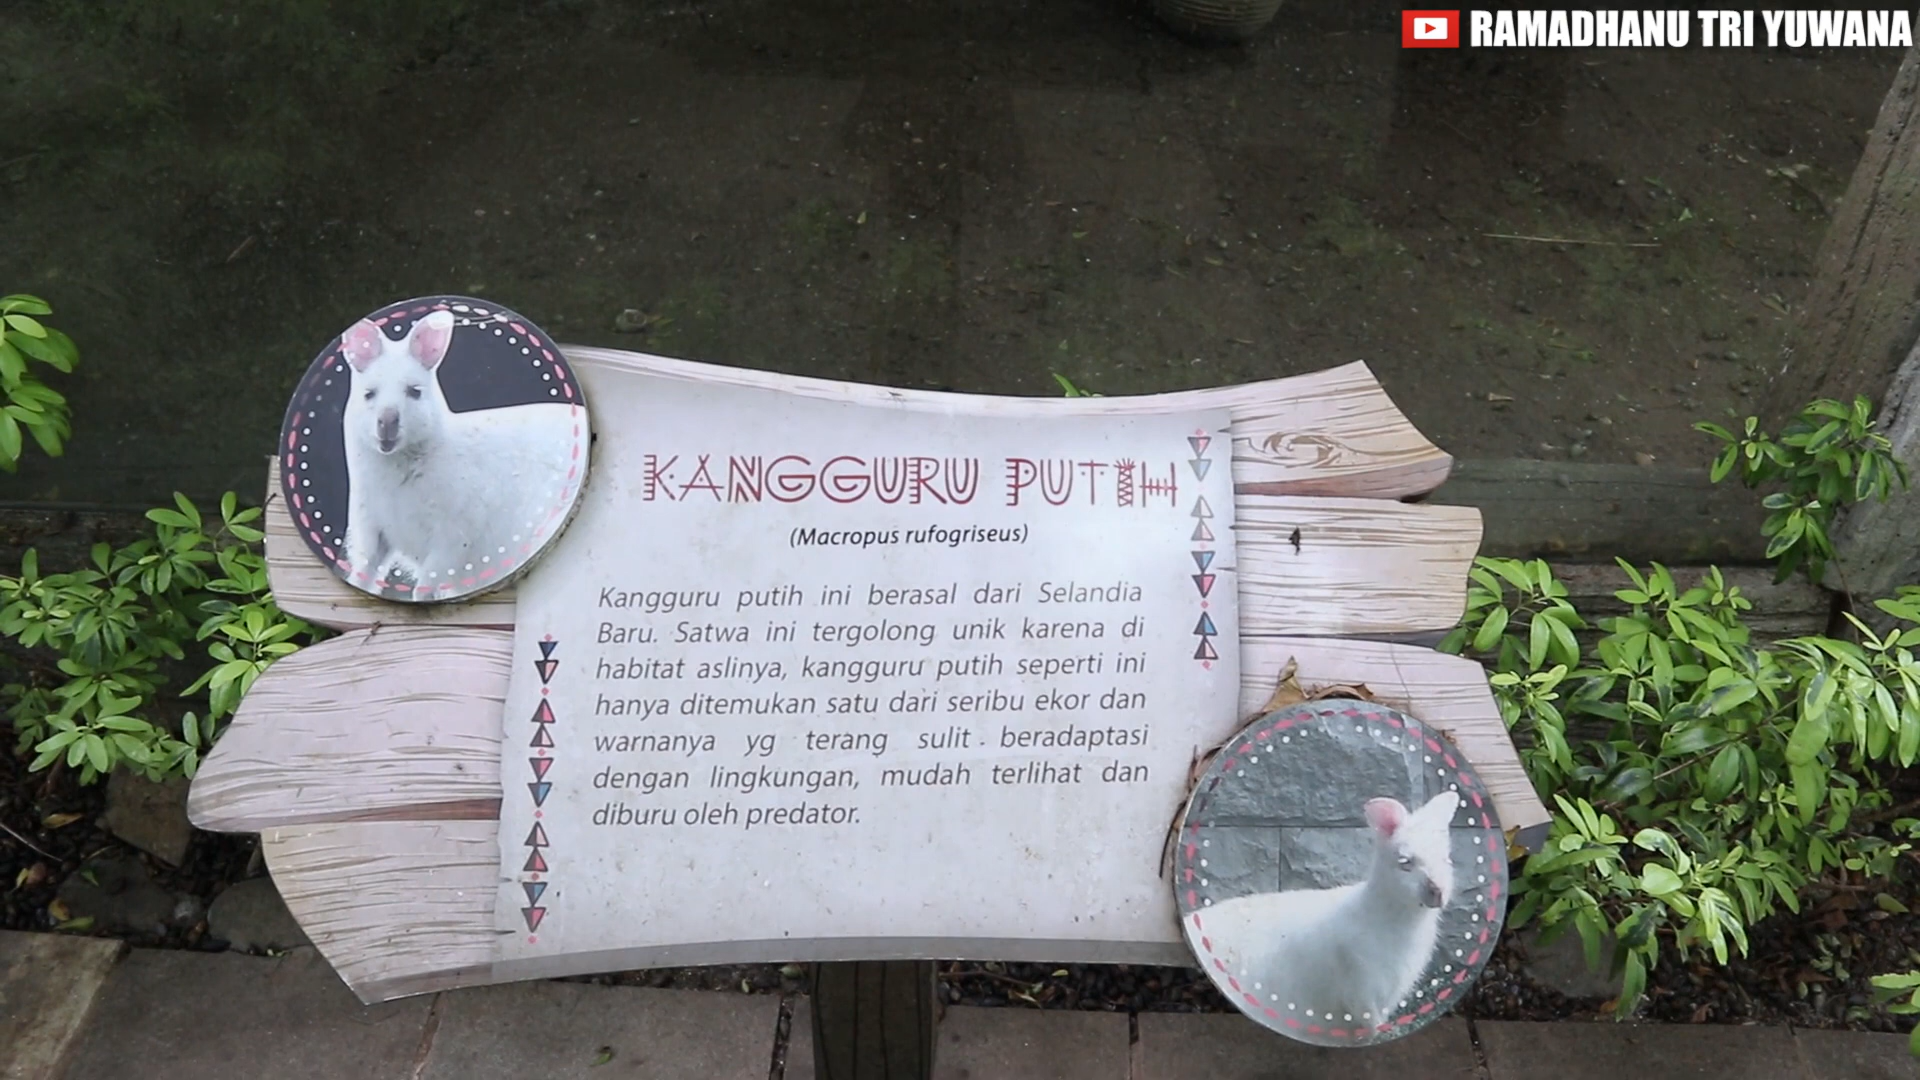 RAMADHANU TRI YUWANA
KANGGURU PUTIH
(Macropus rufogriseus)
Kangguru putih ini berasal dari Selandia
Baru. Satwa ini tergolong unik karena di
habitat aslinya, kangguru putih seperti ini
hanya ditemukan satu dari seribu ekor dan
warnanya yg terang sulit beradaptasi
dengan lingkungan, mudah terlihat dan
diburu oleh predator.